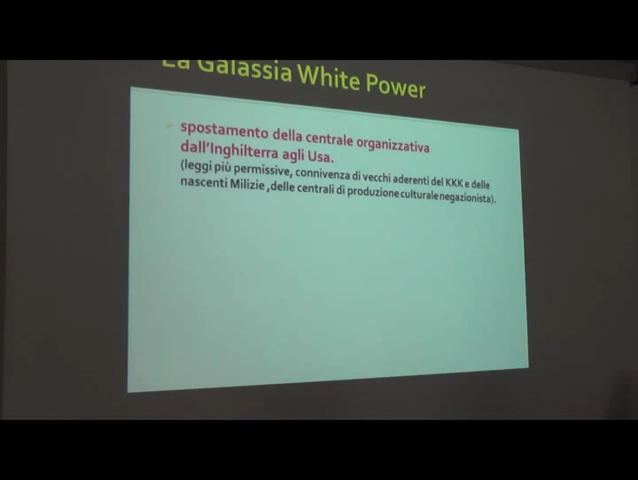 La Galassia White Power
spostamento della centrale organizzativa
dall'Inghilterra agli Usa.
(leggi più permissive, connivenza di vecchi aderenti del KKK e delle
nascenti Milizie ,delle centrali di produzione culturale negazionista).